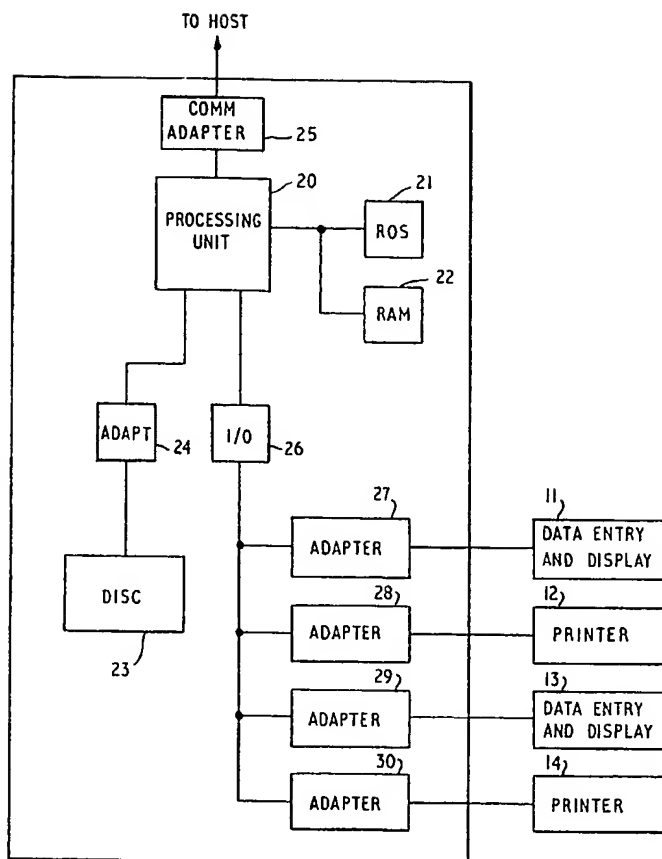 TO HOST
COMM
ADAPTER
25
20
21
PROCESSING
UNIT
ROS
22
RAM
ADAPT
24
I/O
26
27
11
ADAPTER
DATA ENTRY
AND DISPLAY
DISC
23
28
12
ADAPTER
PRINTER
29
13
ADAPTER
DATA ENTRY
AND DISPLAY
30
14
ADAPTER
PRINTER